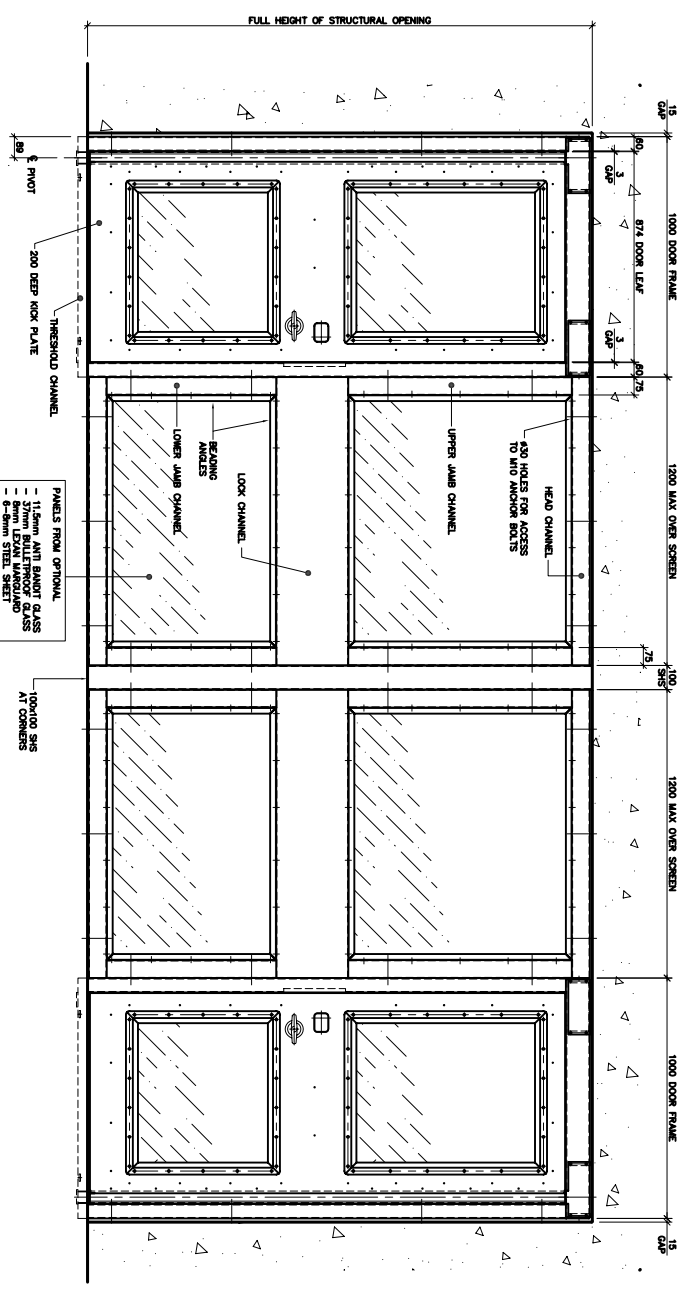 FULL HEIGHT OF STRUCTURAL OPENING
15
GAP
1000 DOOR FRAME
1200 MAX OVER SCREEN
100
SHS
1200 MAX OVER SCREEN
1000 DOOR FRAME
15
GAP
60
3
GAP
874 DOOR LEAF
3
GAP
60
75
75
HEAD CHANNEL
ø30 HOLES FOR ACCESS
TO M10 ANCHOR BOLTS
UPPER JAMB CHANNEL
LOCK CHANNEL
BEADING
ANGLES
LOWER JAMB CHANNEL
89
℄ PIVOT
200 DEEP KICK PLATE
THRESHOLD CHANNEL
PANELS FROM OPTIONAL
- 11.5mm ANTI BANDIT GLASS
- 37mm BULLETPROOF GLASS
- 8mm LEXAN MARGUARD
- 6-8mm STEEL SHEET
100x100 SHS
AT CORNERS